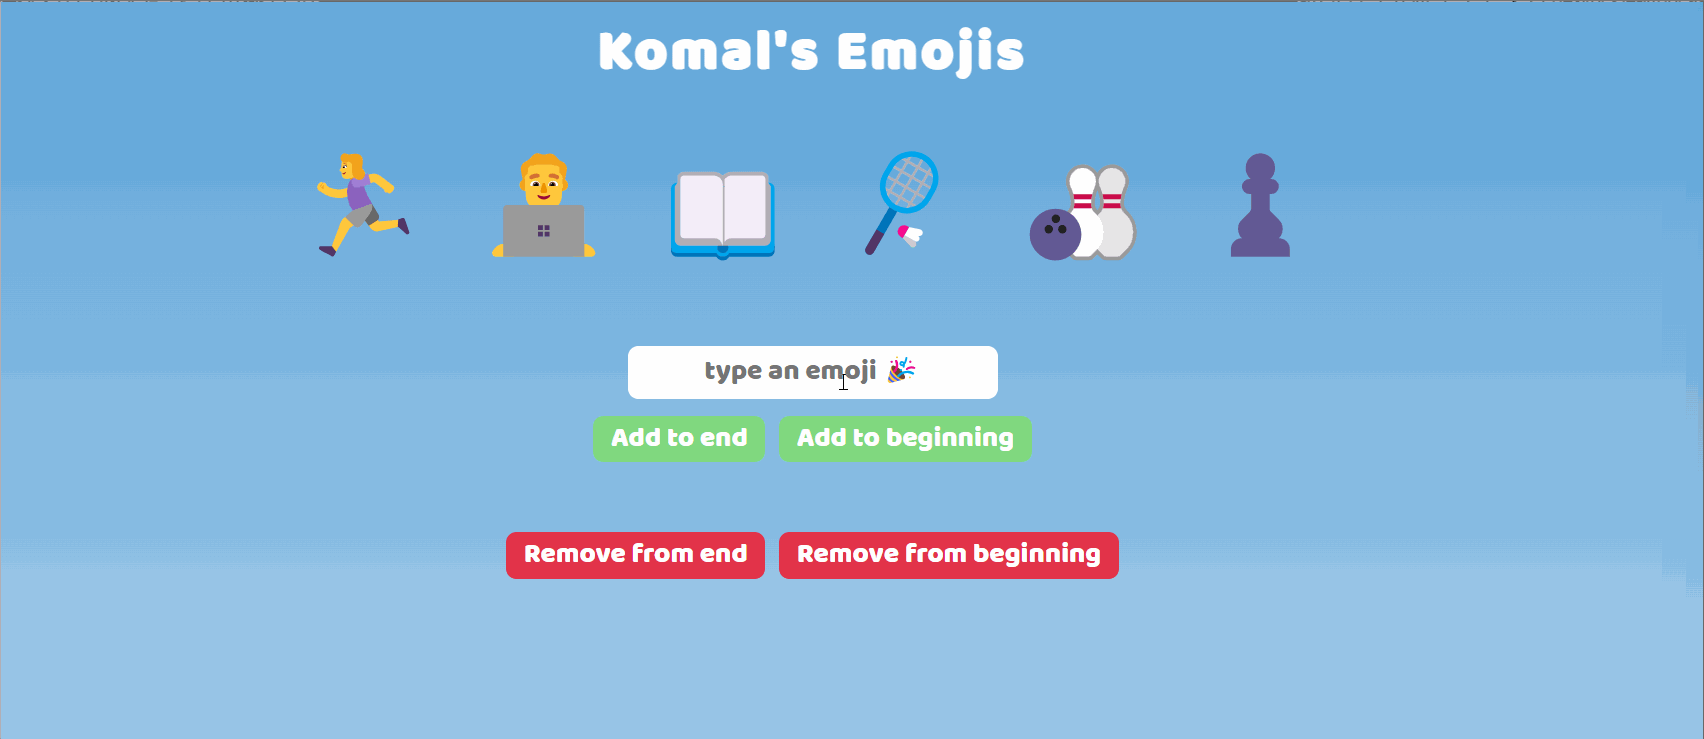 Komal's Emojis
type an emoji 🎉
Add to end
Add to beginning
Remove from end
Remove from beginning